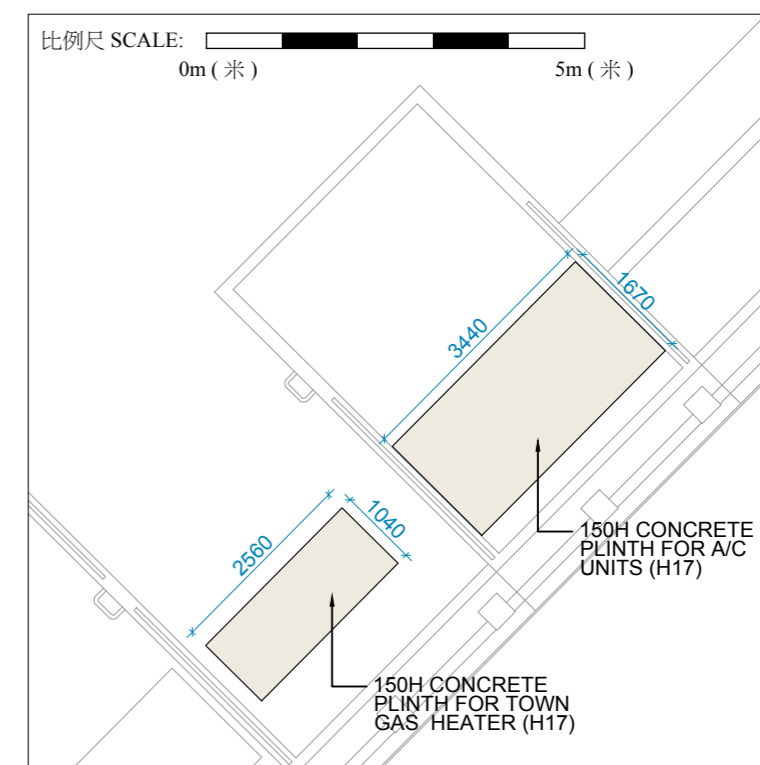 比例尺 SCALE:
0m ( 米 )
5m ( 米 )
1670
3440
150H CONCRETE
PLINTH FOR A/C
UNITS (H17)
1040
2560
150H CONCRETE
PLINTH FOR TOWN
GAS HEATER (H17)